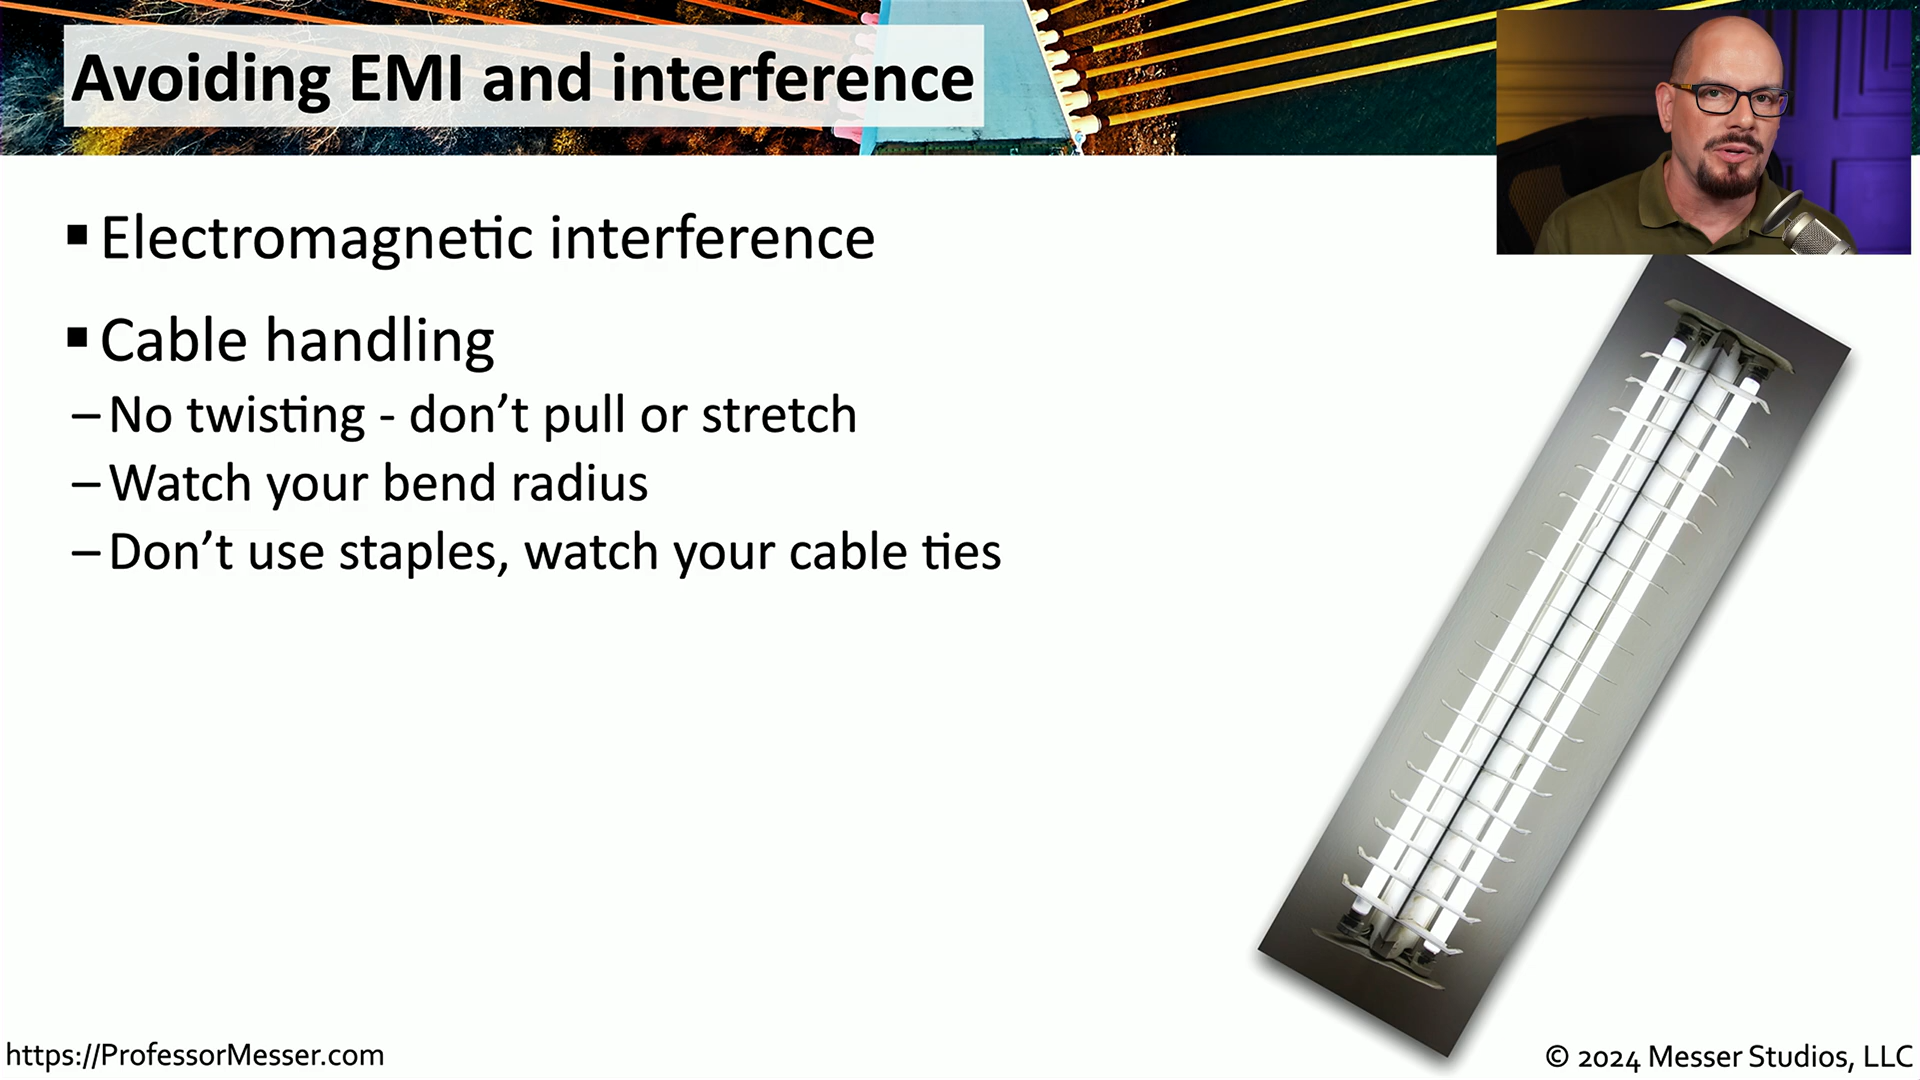 Avoiding EMI and interference
▪ Electromagnetic interference
▪ Cable handling
– No twisting - don’t pull or stretch
– Watch your bend radius
– Don’t use staples, watch your cable ties
https://ProfessorMesser.com
© 2024 Messer Studios, LLC